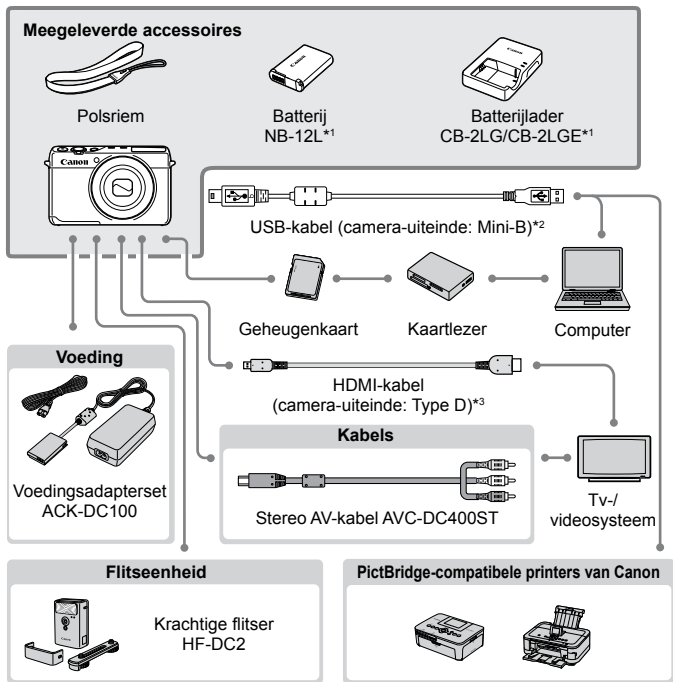 Meegeleverde accessoires
Polsriem
Batterij
NB-12L*1
Batterijlader
CB-2LG/CB-2LGE*1
Canon
USB-kabel (camera-uiteinde: Mini-B)*2
Geheugenkaart
Kaartlezer
Computer
Voeding
HDMI-kabel
(camera-uiteinde: Type D)*3
Kabels
Voedingsadapterset
ACK-DC100
Stereo AV-kabel AVC-DC400ST
Tv-/
videosysteem
Flitseenheid
Krachtige flitser
HF-DC2
PictBridge-compatibele printers van Canon